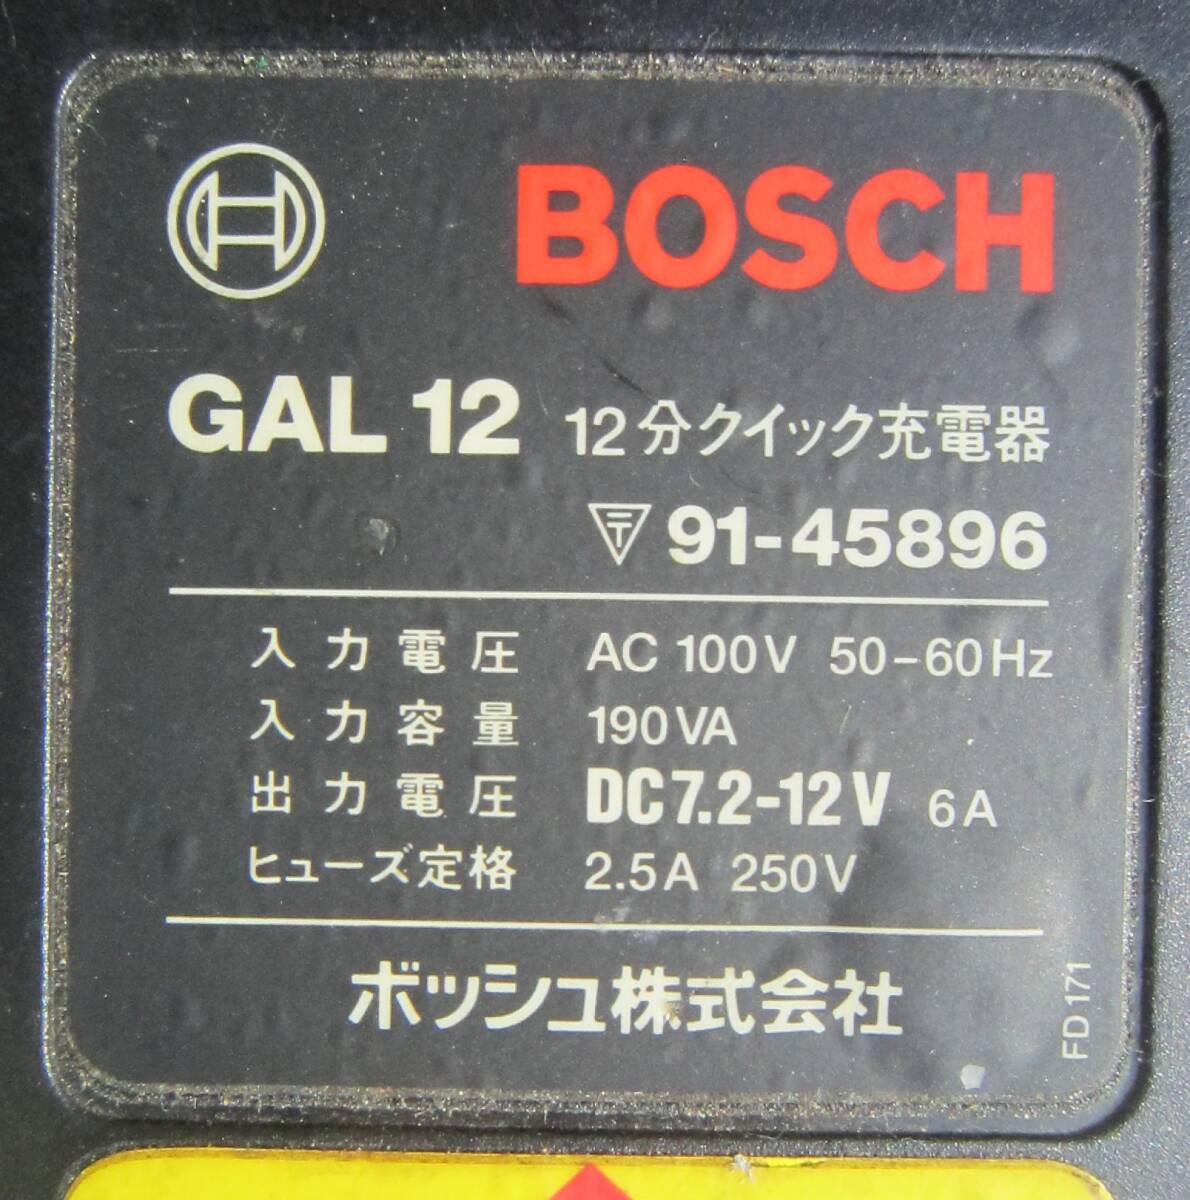 BOSCH
GAL 12 12分クイック充電器
91-45896
入力電圧 AC 100V 50-60Hz
入力容量 190VA
出力電圧 DC7.2-12V 6A
ヒューズ定格 2.5A 250V
ボッシュ株式会社
FD171